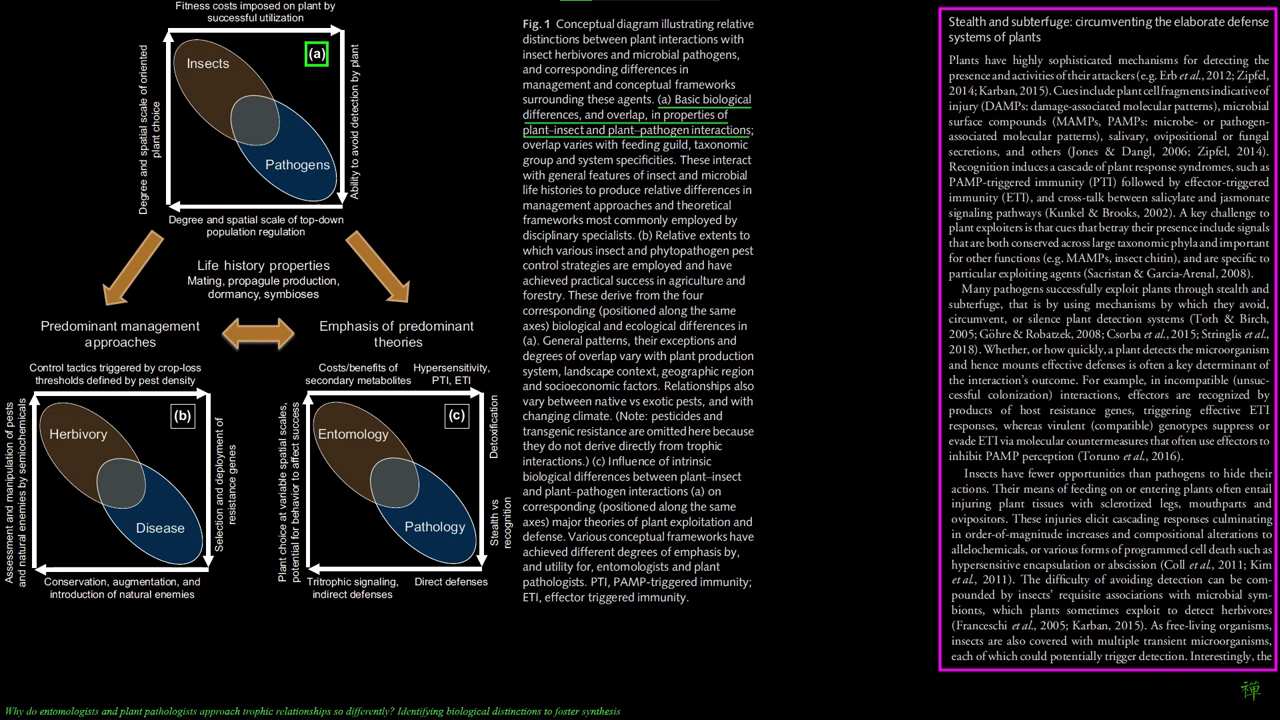 Fitness costs imposed on plant by
successful utilization
Degree and spatial scale of oriented
plant choice
Insects
(a)
Pathogens
Ability to avoid detection by plant
Degree and spatial scale of top-down
population regulation
Life history properties
Mating, propagule production,
dormancy, symbioses
Predominant management
approaches
Emphasis of predominant
theories
Control tactics triggered by crop-loss
thresholds defined by pest density
Assessment and manipulation of pests
and natural enemies by semiochemicals
Herbivory
(b)
Disease
Selection and deployment of
resistance genes
Conservation, augmentation, and
introduction of natural enemies
Costs/benefits of
secondary metabolites
Hypersensitivity,
PTI, ETI
Plant choice at variable spatial scales,
potential for behavior to affect success
Entomology
(c)
Pathology
Detoxification
Stealth vs
recognition
Tritrophic signaling,
indirect defenses
Direct defenses
Fig. 1 Conceptual diagram illustrating relative
distinctions between plant interactions with
insect herbivores and microbial pathogens,
and corresponding differences in
management and conceptual frameworks
surrounding these agents. (a) Basic biological
differences, and overlap, in properties of
plant–insect and plant–pathogen interactions;
overlap varies with feeding guild, taxonomic
group and system specificities. These interact
with general features of insect and microbial
life histories to produce relative differences in
management approaches and theoretical
frameworks most commonly employed by
disciplinary specialists. (b) Relative extents to
which various insect and phytopathogen pest
control strategies are employed and have
achieved practical success in agriculture and
forestry. These derive from the four
corresponding (positioned along the same
axes) biological and ecological differences in
(a). General patterns, their exceptions and
degrees of overlap vary with plant production
system, landscape context, geographic region
and socioeconomic factors. Relationships also
vary between native vs exotic pests, and with
changing climate. (Note: pesticides and
transgenic resistance are omitted here because
they do not derive directly from trophic
interactions.) (c) Influence of intrinsic
biological differences between plant–insect
and plant–pathogen interactions (a) on
corresponding (positioned along the same
axes) major theories of plant exploitation and
defense. Various conceptual frameworks have
achieved different degrees of emphasis by,
and utility for, entomologists and plant
pathologists. PTI, PAMP-triggered immunity;
ETI, effector triggered immunity.
Stealth and subterfuge: circumventing the elaborate defense
systems of plants
Plants have highly sophisticated mechanisms for detecting the
presence and activities of their attackers (e.g. Erb et al., 2012; Zipfel,
2014; Karban, 2015). Cues include plant cell fragments indicative of
injury (DAMPs: damage-associated molecular patterns), microbial
surface compounds (MAMPs, PAMPs: microbe- or pathogen-
associated molecular patterns), salivary, ovipositional or fungal
secretions, and others (Jones & Dangl, 2006; Zipfel, 2014).
Recognition induces a cascade of plant response syndromes, such as
PAMP-triggered immunity (PTI) followed by effector-triggered
immunity (ETI), and cross-talk between salicylate and jasmonate
signaling pathways (Kunkel & Brooks, 2002). A key challenge to
plant exploiters is that cues that betray their presence include signals
that are both conserved across large taxonomic phyla and important
for other functions (e.g. MAMPs, insect chitin), and are specific to
particular exploiting agents (Sacristan & Garcia-Arenal, 2008).
Many pathogens successfully exploit plants through stealth and
subterfuge, that is by using mechanisms by which they avoid,
circumvent, or silence plant detection systems (Toth & Birch,
2005; Göhre & Robatzek, 2008; Csorba et al., 2015; Stringlis et al.,
2018). Whether, or how quickly, a plant detects the microorganism
and hence mounts effective defenses is often a key determinant of
the interaction's outcome. For example, in incompatible (unsuc-
cessful colonization) interactions, effectors are recognized by
products of host resistance genes, triggering effective ETI
responses, whereas virulent (compatible) genotypes suppress or
evade ETI via molecular countermeasures that often use effectors to
inhibit PAMP perception (Toruno et al., 2016).
Insects have fewer opportunities than pathogens to hide their
actions. Their means of feeding on or entering plants often entail
injuring plant tissues with sclerotized legs, mouthparts and
ovipositors. These injuries elicit cascading responses culminating
in order-of-magnitude increases and compositional alterations to
allelochemicals, or various forms of programmed cell death such as
hypersensitive encapsulation or abscission (Coll et al., 2011; Kim
et al., 2011). The difficulty of avoiding detection can be com-
pounded by insects' requisite associations with microbial sym-
bionts, which plants sometimes exploit to detect herbivores
(Franceschi et al., 2005; Karban, 2015). As free-living organisms,
insects are also covered with multiple transient microorganisms,
each of which could potentially trigger detection. Interestingly, the
禪
Why do entomologists and plant pathologists approach trophic relationships so differently? Identifying biological distinctions to foster synthesis